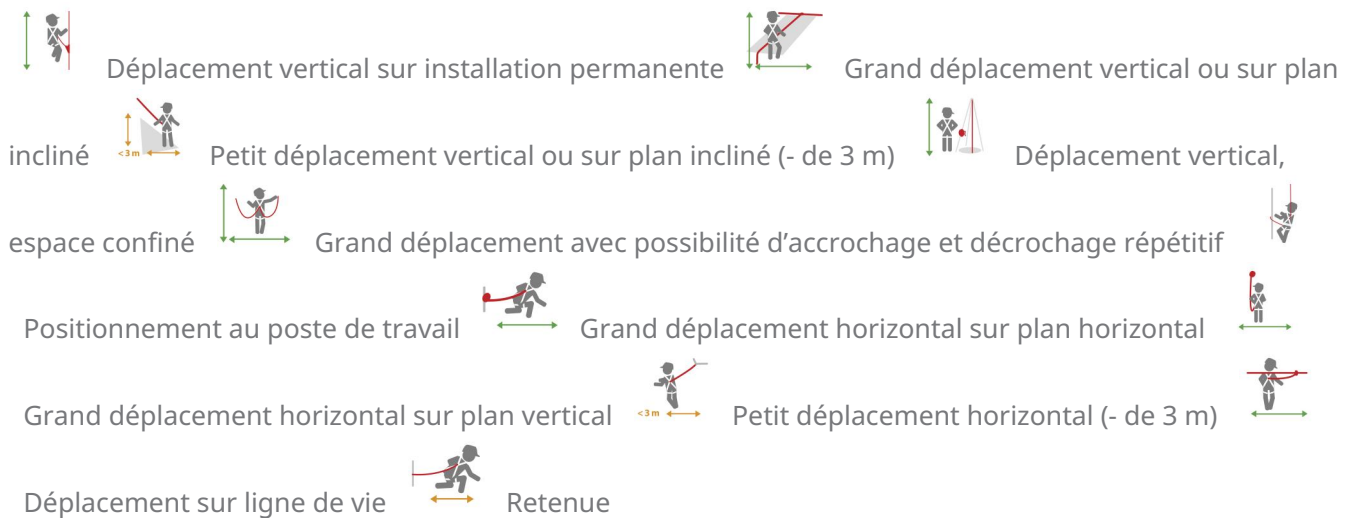 Déplacement vertical sur installation permanente Grand déplacement vertical ou sur plan
incliné <3 m Petit déplacement vertical ou sur plan incliné (- de 3 m) Déplacement vertical,
espace confiné Grand déplacement avec possibilité d’accrochage et décrochage répétitif
Positionnement au poste de travail Grand déplacement horizontal sur plan horizontal
Grand déplacement horizontal sur plan vertical <3 m Petit déplacement horizontal (- de 3 m)
Déplacement sur ligne de vie Retenue